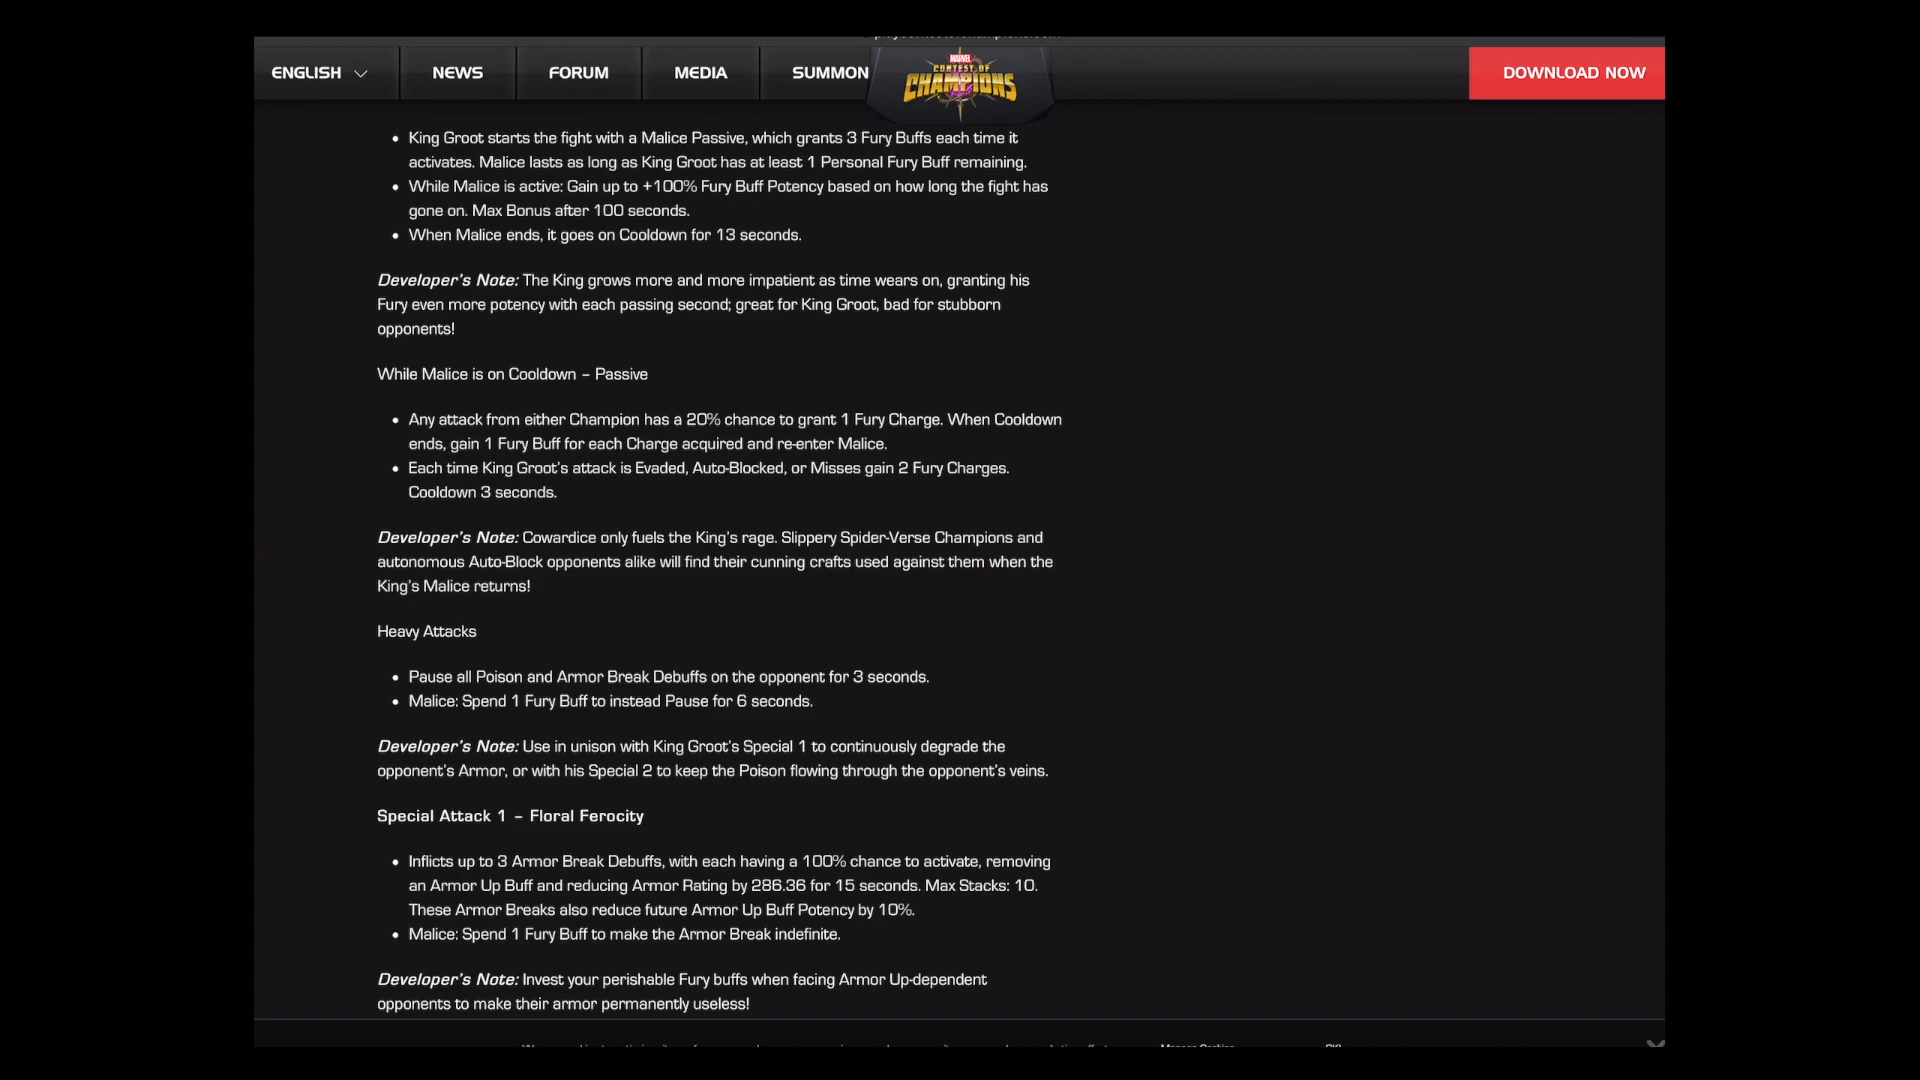 ENGLISH
NEWS
FORUM
MEDIA
SUMMON
MARVEL
CONTEST OF
CHAMPIONS
DOWNLOAD NOW
• King Groot starts the fight with a Malice Passive, which grants 3 Fury Buffs each time it
activates. Malice lasts as long as King Groot has at least 1 Personal Fury Buff remaining.
• While Malice is active: Gain up to +100% Fury Buff Potency based on how long the fight has
gone on. Max Bonus after 100 seconds.
• When Malice ends, it goes on Cooldown for 13 seconds.
Developer's Note: The King grows more and more impatient as time wears on, granting his
Fury even more potency with each passing second; great for King Groot, bad for stubborn
opponents!
While Malice is on Cooldown – Passive
• Any attack from either Champion has a 20% chance to grant 1 Fury Charge. When Cooldown
ends, gain 1 Fury Buff for each Charge acquired and re-enter Malice.
• Each time King Groot's attack is Evaded, Auto-Blocked, or Misses gain 2 Fury Charges.
Cooldown 3 seconds.
Developer's Note: Cowardice only fuels the King's rage. Slippery Spider-Verse Champions and
autonomous Auto-Block opponents alike will find their cunning crafts used against them when the
King's Malice returns!
Heavy Attacks
• Pause all Poison and Armor Break Debuffs on the opponent for 3 seconds.
• Malice: Spend 1 Fury Buff to instead Pause for 6 seconds.
Developer's Note: Use in unison with King Groot's Special 1 to continuously degrade the
opponent's Armor, or with his Special 2 to keep the Poison flowing through the opponent's veins.
Special Attack 1 – Floral Ferocity
• Inflicts up to 3 Armor Break Debuffs, with each having a 100% chance to activate, removing
an Armor Up Buff and reducing Armor Rating by 286.36 for 15 seconds. Max Stacks: 10.
These Armor Breaks also reduce future Armor Up Buff Potency by 10%.
• Malice: Spend 1 Fury Buff to make the Armor Break indefinite.
Developer's Note: Invest your perishable Fury buffs when facing Armor Up-dependent
opponents to make their armor permanently useless!